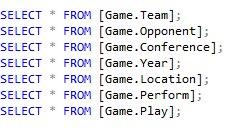 SELECT * FROM [Game.Team];
SELECT * FROM [Game.Opponent];
SELECT * FROM [Game.Conference];
SELECT * FROM [Game.Year];
SELECT * FROM [Game.Location];
SELECT * FROM [Game.Perform];
SELECT * FROM [Game.Play];